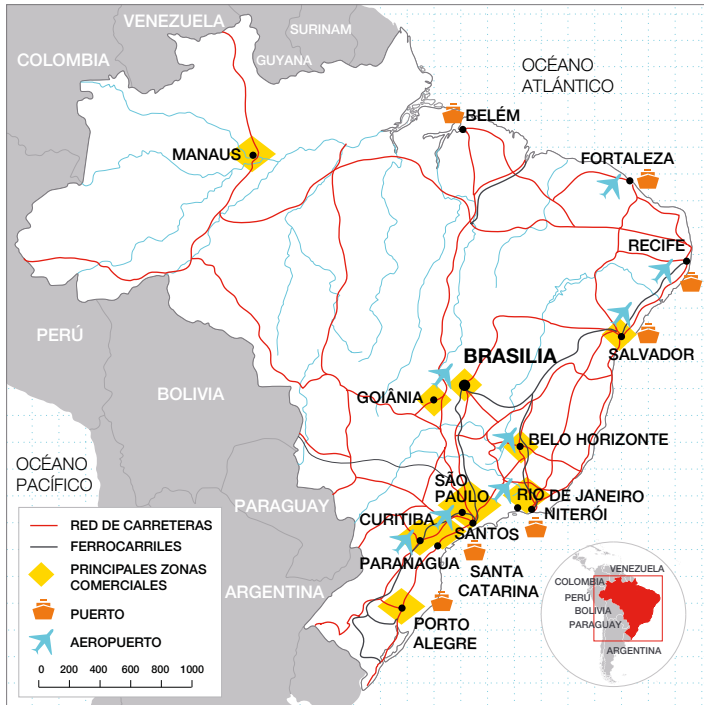 VENEZUELA
SURINAM
COLOMBIA
GUYANA
OCÉANO
ATLÁNTICO
BELÉM
MANAUS
FORTALEZA
RECIFE
PERÚ
SALVADOR
BRASILIA
BOLIVIA
GOIÂNIA
BELO HORIZONTE
OCÉANO
PACÍFICO
SÃO
PAULO
RIO DE JANEIRO
NITERÓI
PARAGUAY
CURITIBA
SANTOS
PARANAGUA
SANTA
CATARINA
ARGENTINA
PORTO
ALEGRE
RED DE CARRETERAS
FERROCARRILES
PRINCIPALES ZONAS
COMERCIALES
PUERTO
AEROPUERTO
0 200 400 600 800 1000
VENEZUELA
COLOMBIA
PERÚ
BOLIVIA
PARAGUAY
ARGENTINA